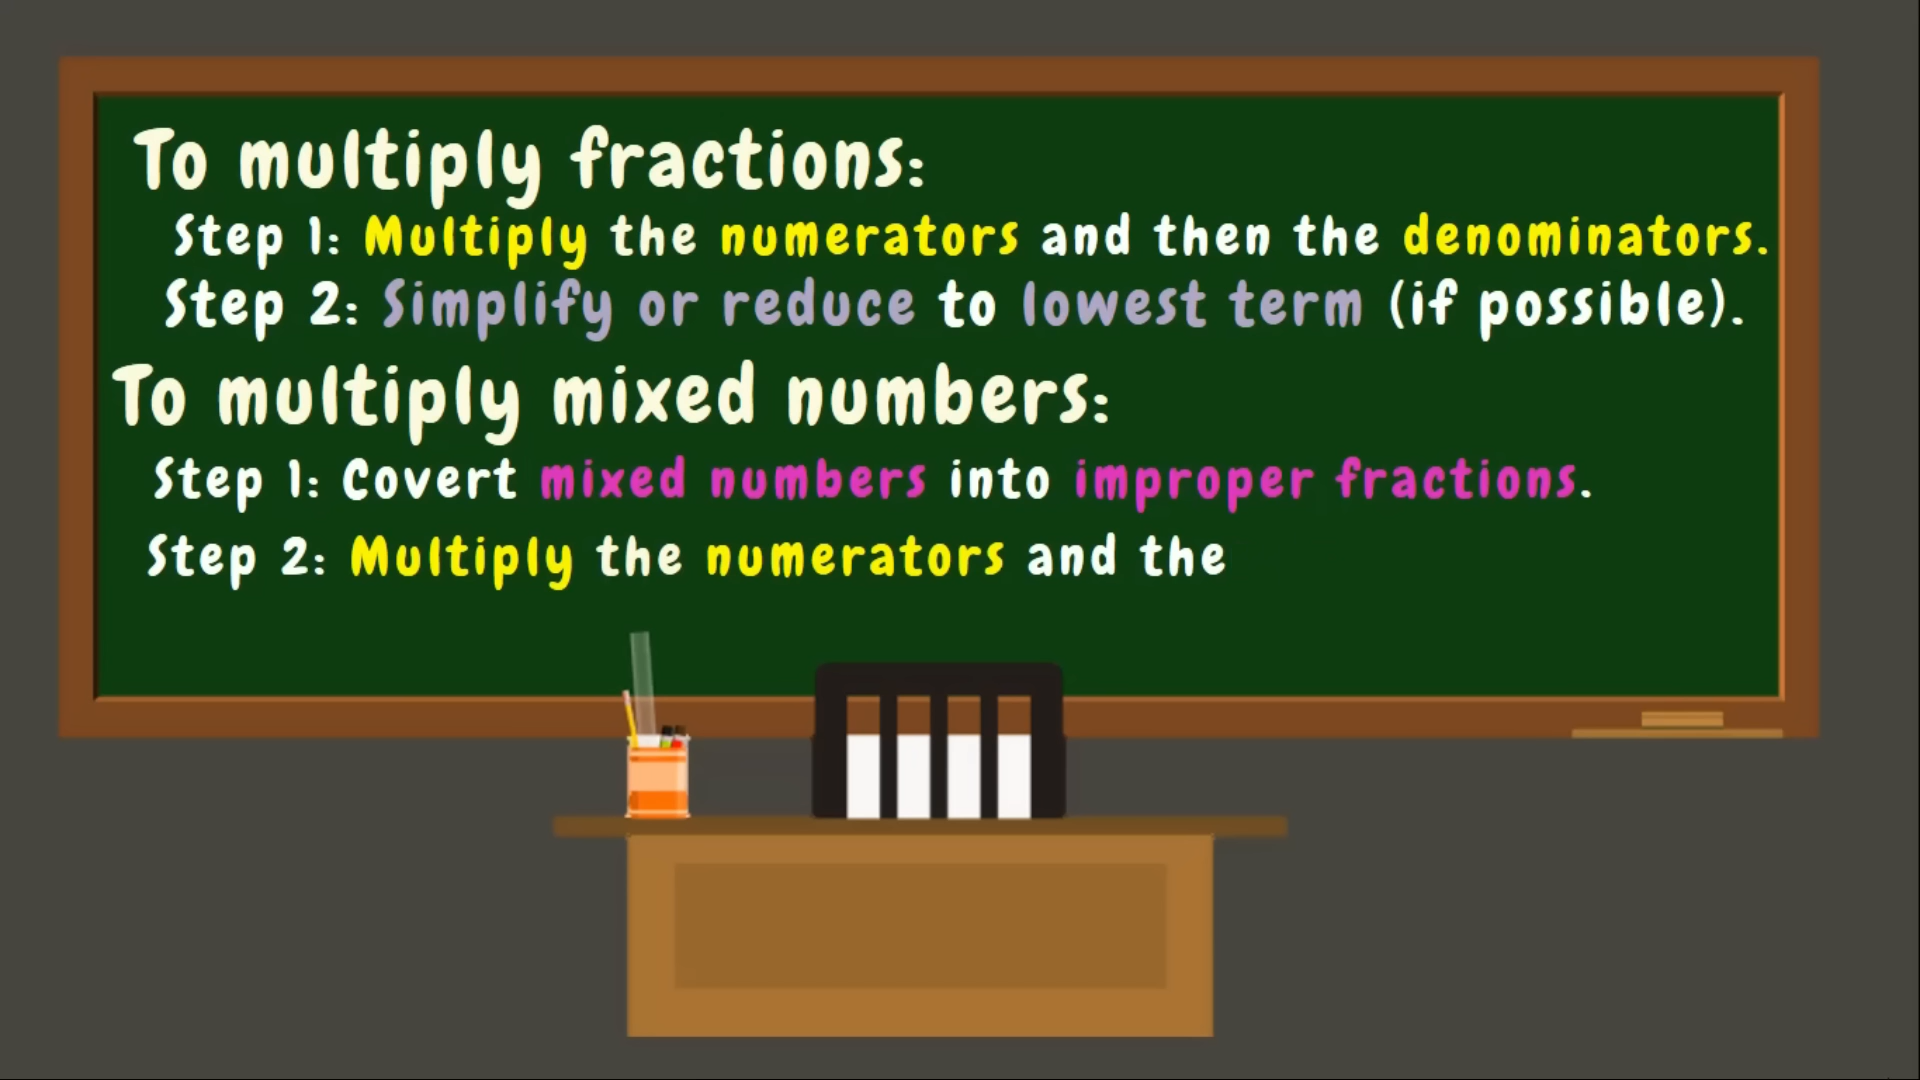 To multiply fractions:
Step 1: Multiply the numerators and then the denominators.
Step 2: Simplify or reduce to lowest term (if possible).
To multiply mixed numbers:
Step 1: Covert mixed numbers into improper fractions.
Step 2: Multiply the numerators and the